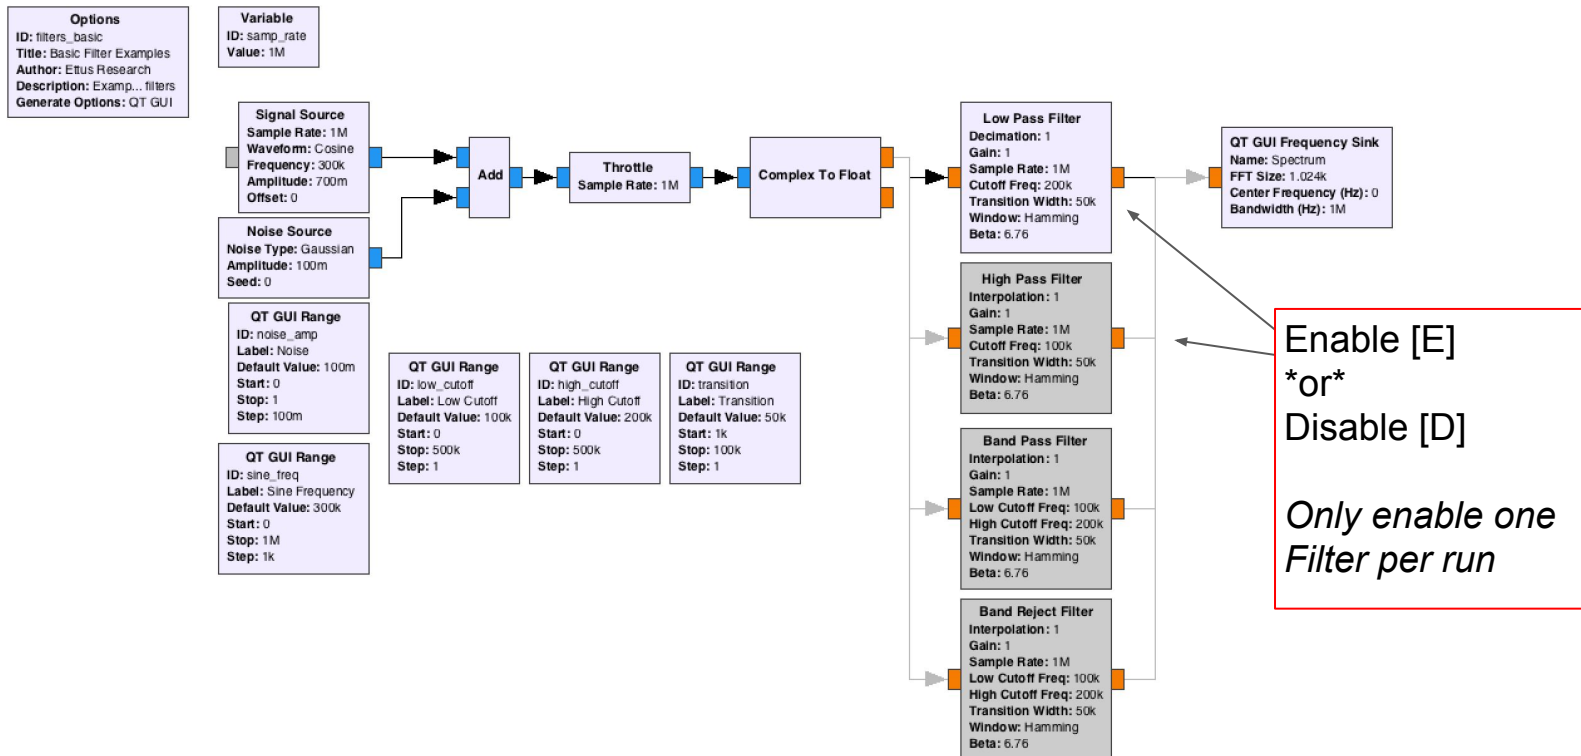 Options
ID: filters_basic
Title: Basic Filter Examples
Author: Ettus Research
Description: Examp... filters
Generate Options: QT GUI
Variable
ID: samp_rate
Value: 1M
Signal Source
Sample Rate: 1M
Waveform: Cosine
Frequency: 300k
Amplitude: 700m
Offset: 0
Noise Source
Noise Type: Gaussian
Amplitude: 100m
Seed: 0
Add
Throttle
Sample Rate: 1M
Complex To Float
Low Pass Filter
Decimation: 1
Gain: 1
Sample Rate: 1M
Cutoff Freq: 200k
Transition Width: 50k
Window: Hamming
Beta: 6.76
QT GUI Frequency Sink
Name: Spectrum
FFT Size: 1.024k
Center Frequency (Hz): 0
Bandwidth (Hz): 1M
High Pass Filter
Interpolation: 1
Gain: 1
Sample Rate: 1M
Cutoff Freq: 100k
Transition Width: 50k
Window: Hamming
Beta: 6.76
QT GUI Range
ID: noise_amp
Label: Noise
Default Value: 100m
Start: 0
Stop: 1
Step: 100m
QT GUI Range
ID: low_cutoff
Label: Low Cutoff
Default Value: 100k
Start: 0
Stop: 500k
Step: 1
QT GUI Range
ID: high_cutoff
Label: High Cutoff
Default Value: 200k
Start: 0
Stop: 500k
Step: 1
QT GUI Range
ID: transition
Label: Transition
Default Value: 50k
Start: 1k
Stop: 100k
Step: 1
QT GUI Range
ID: sine_freq
Label: Sine Frequency
Default Value: 300k
Start: 0
Stop: 1M
Step: 1k
Band Pass Filter
Interpolation: 1
Gain: 1
Sample Rate: 1M
Low Cutoff Freq: 100k
High Cutoff Freq: 200k
Transition Width: 50k
Window: Hamming
Beta: 6.76
Band Reject Filter
Interpolation: 1
Gain: 1
Sample Rate: 1M
Low Cutoff Freq: 100k
High Cutoff Freq: 200k
Transition Width: 50k
Window: Hamming
Beta: 6.76
Enable [E]
*or*
Disable [D]
Only enable one
Filter per run